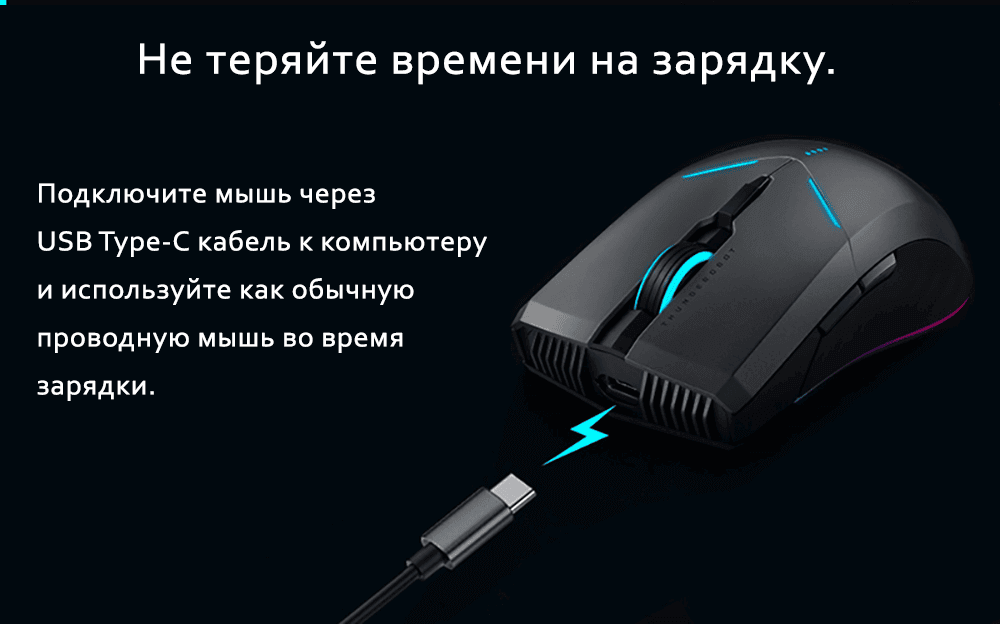 Не теряйте времени на зарядку.
Подключите мышь через
USB Type-C кабель к компьютеру
и используйте как обычную
проводную мышь во время
зарядки.
THUNDEROBOT